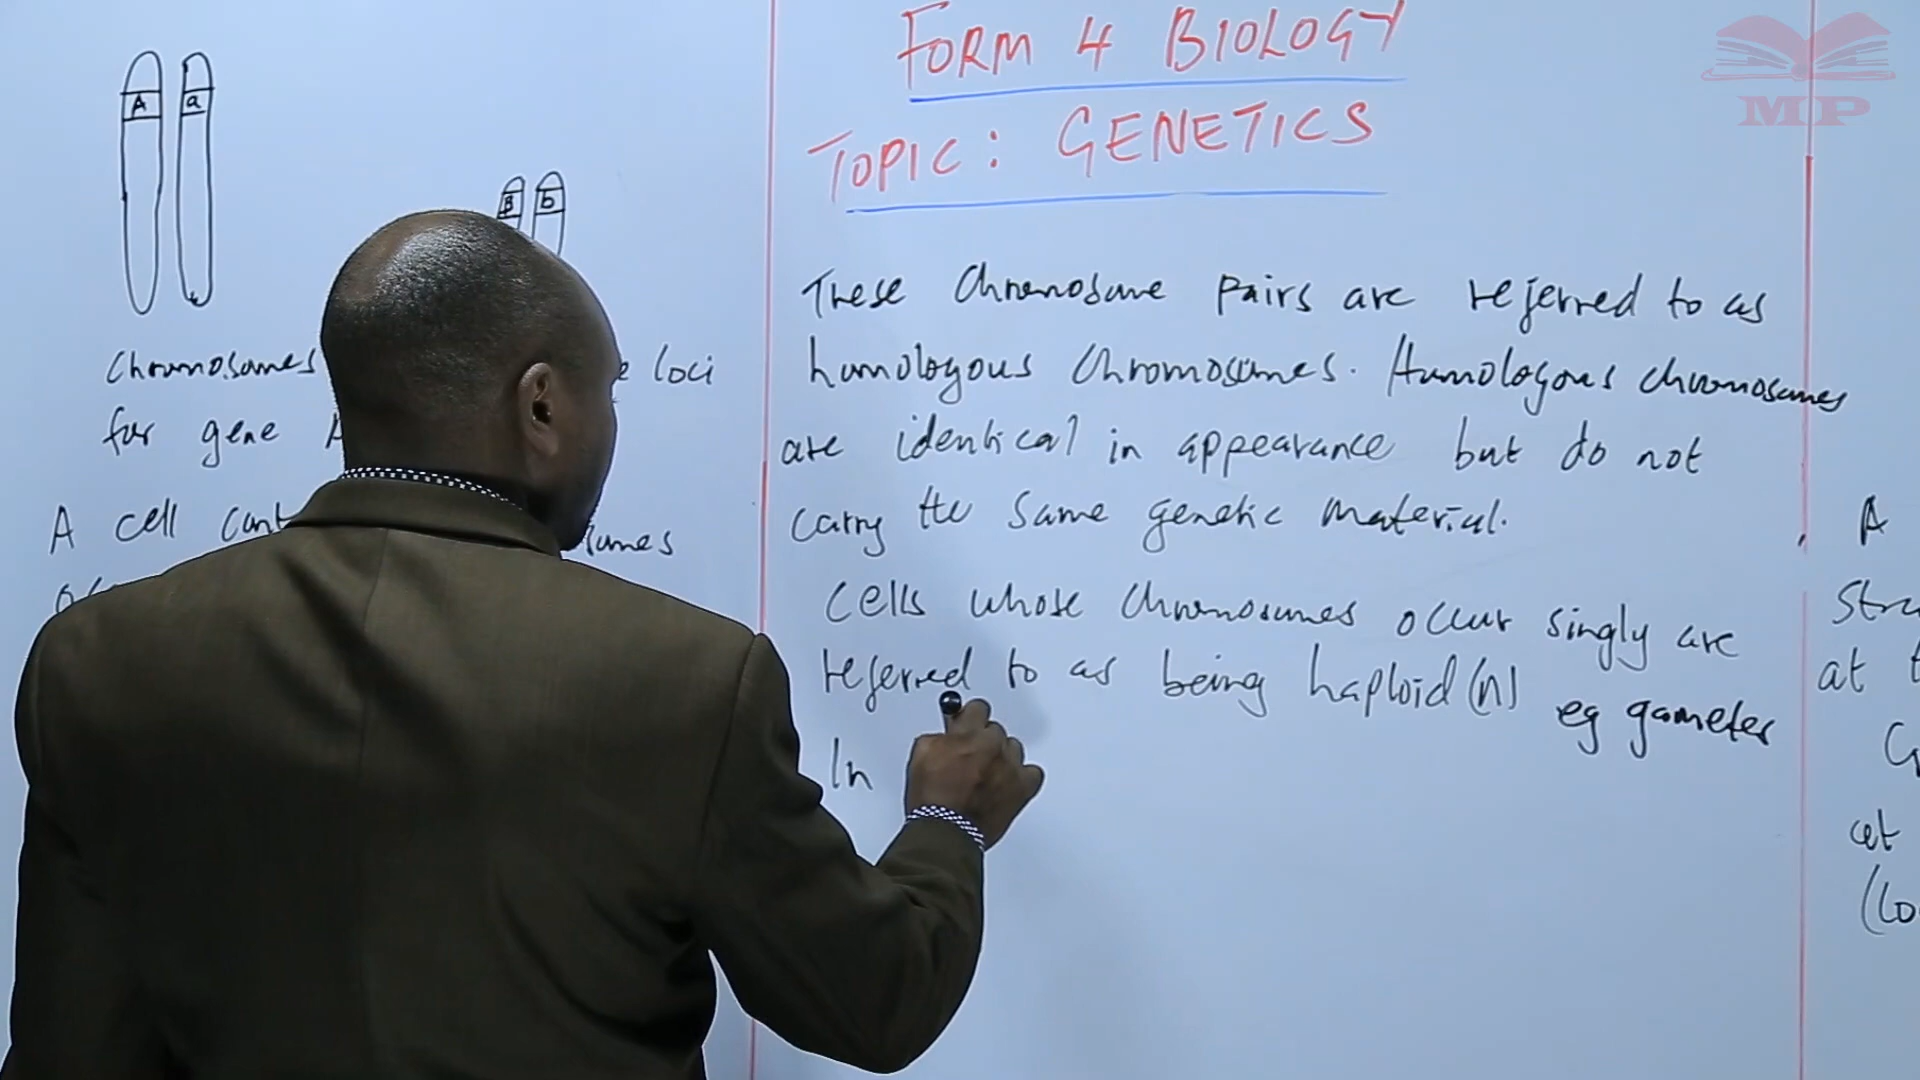 A a
B b
Chromosomes
loci
for gene
A cell
FORM 4 BIOLOGY
TOPIC: GENETICS
These Chromosome pairs are referred to as
homologous Chromosomes. Homologous chromosomes
are identical in appearance but do not
carry the same genetic material.
Cells whose chromosomes occur singly are
referred to as being haploid (n) eg gametes
In
A
at
MP